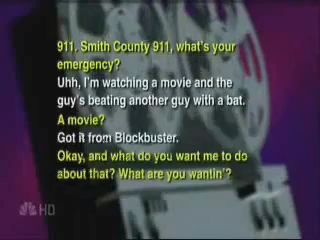 911. Smith County 911, what's your
emergency?
Uhh, I'm watching a movie and the
guy's beating another guy with a bat.
A movie?
Got it from Blockbuster.
Okay, and what do you want me to do
about that? What are you wantin'?
HD